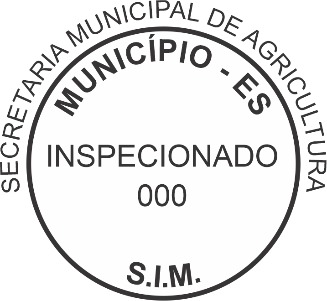 SECRETARIA MUNICIPAL DE AGRICULTURA
MUNICÍPIO - ES
INSPECIONADO
000
S.I.M.